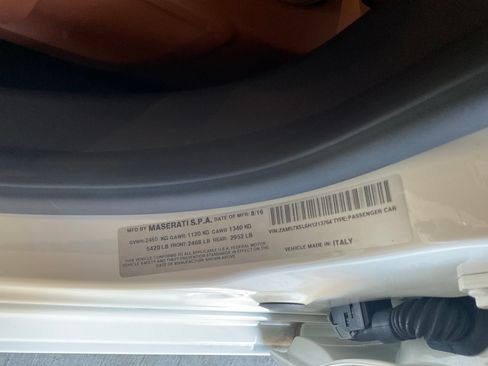 MFD BY MASERATI S.P.A. DATE OF MFR: 8/16
GVWR:2460 KG GAWR: 1120 KG GAWR 1340 KG
5420 LB FRONT:2468 LB REAR: 2952 LB
THIS VEHICLE CONFORMS TO ALL APPLICABLE U.S.A. FEDERAL MOTOR
VEHICLE SAFETY AND THEFT PREVENTION STANDARDS IN EFFECT ON THE
DATE OF MANUFACTURE SHOWN ABOVE
TYPE:PASSENGER CAR
MADE IN: ITALY